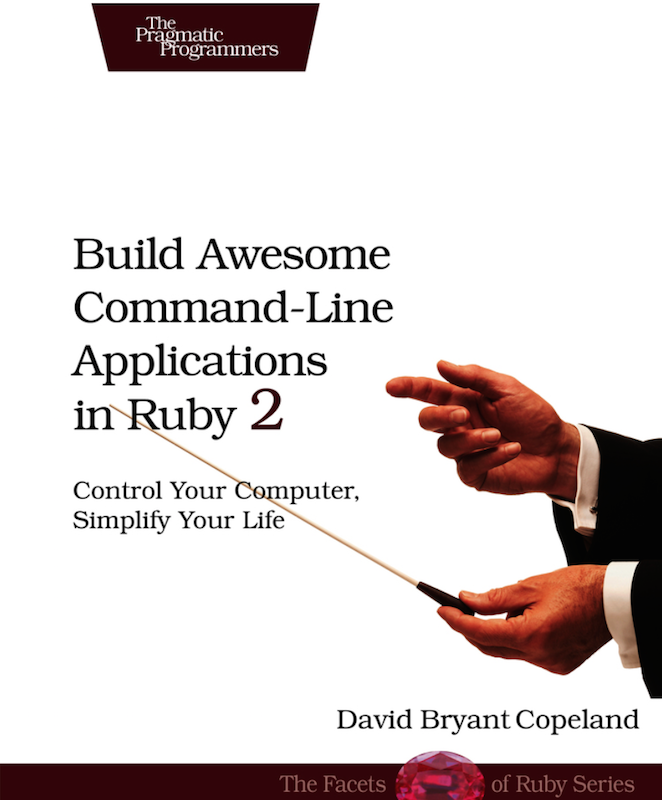 The
Pragmatic
Programmers
Build Awesome
Command-Line
Applications
in Ruby 2
Control Your Computer,
Simplify Your Life
David Bryant Copeland
The Facets of Ruby Series